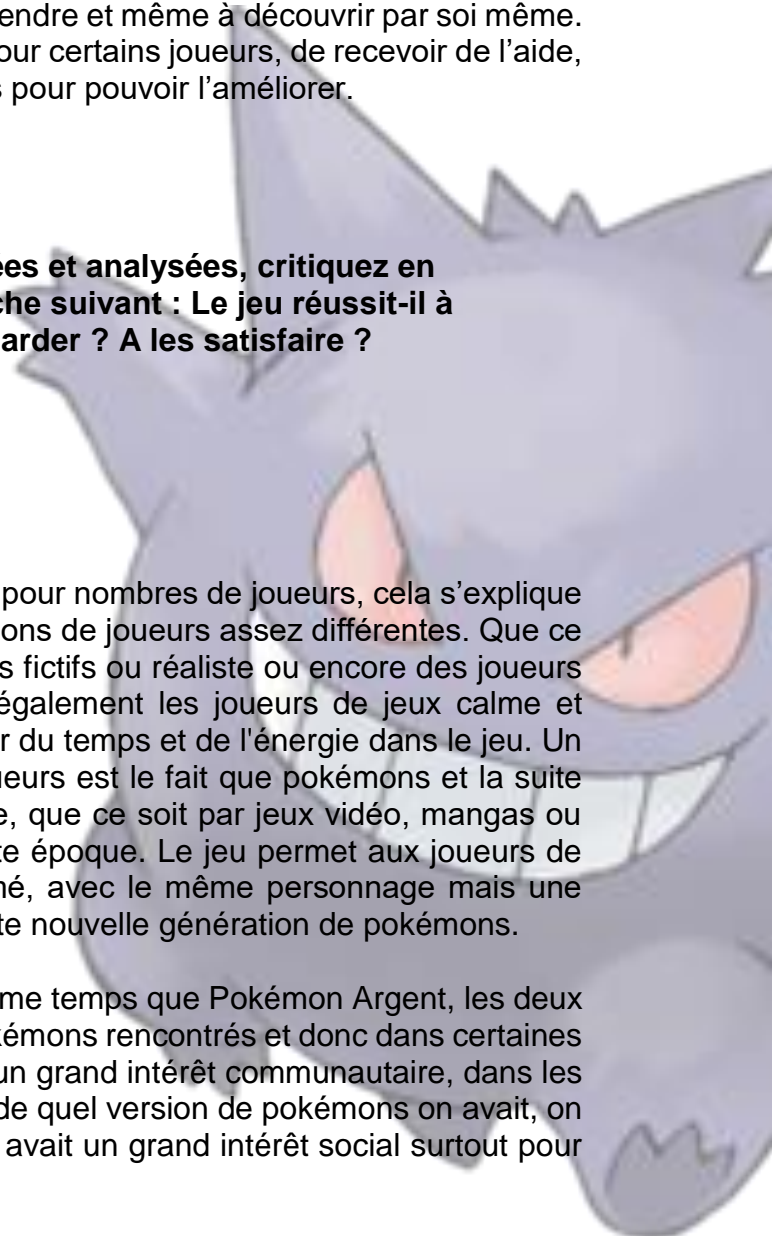 endre et même à découvrir par soi même.
our certains joueurs, de recevoir de l’aide,
s pour pouvoir l’améliorer.
ées et analysées, critiquez en
che suivant : Le jeu réussit-il à
arder ? A les satisfaire ?
pour nombres de joueurs, cela s’explique
ons de joueurs assez différentes. Que ce
s fictifs ou réaliste ou encore des joueurs
également les joueurs de jeux calme et
r du temps et de l'énergie dans le jeu. Un
ueurs est le fait que pokémons et la suite
e, que ce soit par jeux vidéo, mangas ou
te époque. Le jeu permet aux joueurs de
né, avec le même personnage mais une
te nouvelle génération de pokémons.
me temps que Pokémon Argent, les deux
kémons rencontrés et donc dans certaines
un grand intérêt communautaire, dans les
de quel version de pokémons on avait, on
avait un grand intérêt social surtout pour